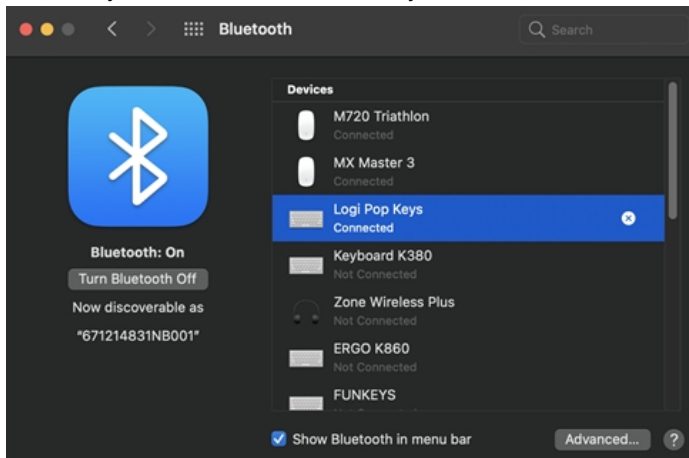 Bluetooth
Search
Devices
M720 Triathlon
Connected
MX Master 3
Connected
Logi Pop Keys
Connected
Keyboard K380
Not Connected
Zone Wireless Plus
Not Connected
ERGO K860
Not Connected
FUNKEYS
Bluetooth: On
Turn Bluetooth Off
Now discoverable as
"671214831NB001"
Show Bluetooth in menu bar
Advanced...
?